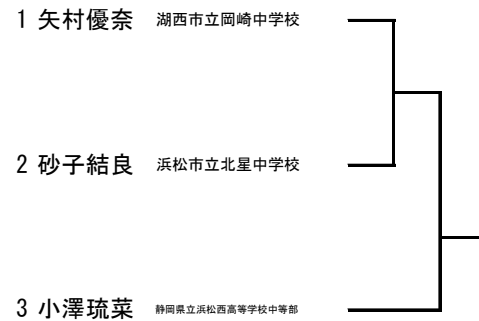 1 矢村優奈 湖西市立岡崎中学校
2 砂子結良 浜松市立北星中学校
3 小澤琉菜 静岡県立浜松西高等学校中等部